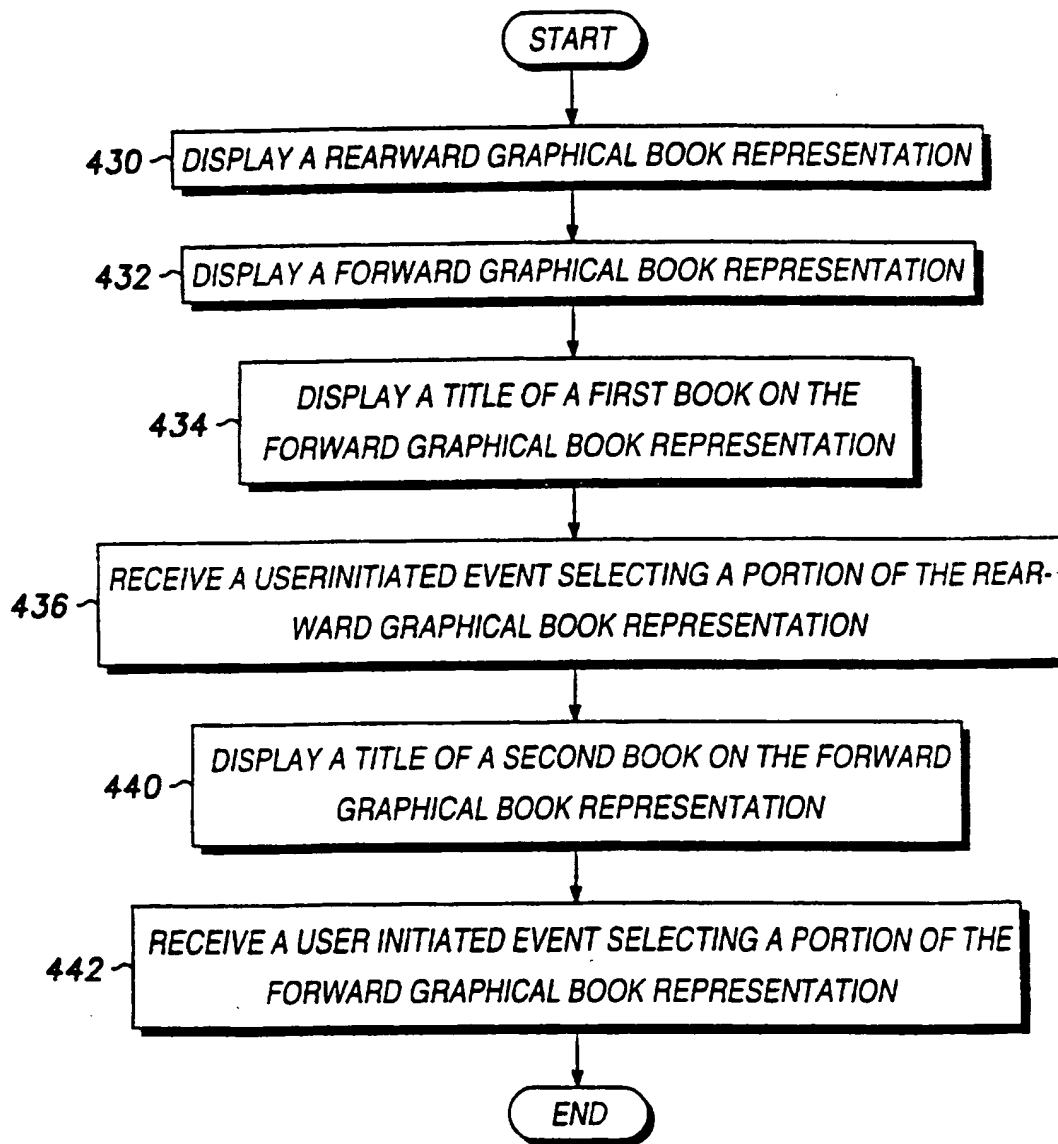 START
430
DISPLAY A REARWARD GRAPHICAL BOOK REPRESENTATION
432
DISPLAY A FORWARD GRAPHICAL BOOK REPRESENTATION
434
DISPLAY A TITLE OF A FIRST BOOK ON THE
FORWARD GRAPHICAL BOOK REPRESENTATION
436
RECEIVE A USERINITIATED EVENT SELECTING A PORTION OF THE REAR-
WARD GRAPHICAL BOOK REPRESENTATION
440
DISPLAY A TITLE OF A SECOND BOOK ON THE FORWARD
GRAPHICAL BOOK REPRESENTATION
442
RECEIVE A USER INITIATED EVENT SELECTING A PORTION OF THE
FORWARD GRAPHICAL BOOK REPRESENTATION
END